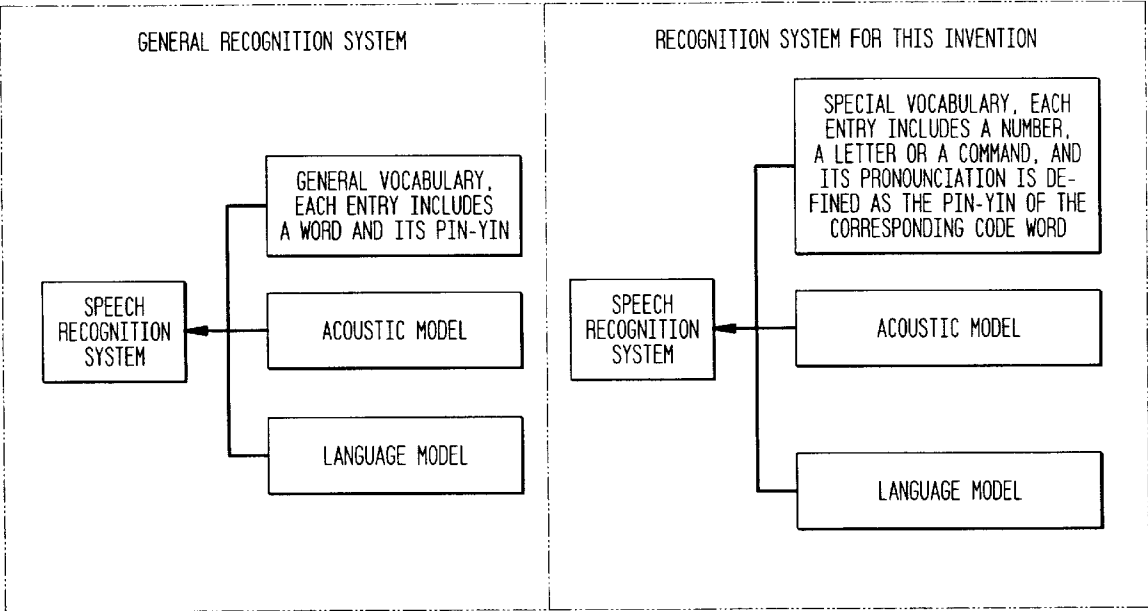 GENERAL RECOGNITION SYSTEM
GENERAL VOCABULARY,
EACH ENTRY INCLUDES
A WORD AND ITS PIN-YIN
SPEECH
RECOGNITION
SYSTEM
ACOUSTIC MODEL
LANGUAGE MODEL
RECOGNITION SYSTEM FOR THIS INVENTION
SPECIAL VOCABULARY, EACH
ENTRY INCLUDES A NUMBER,
A LETTER OR A COMMAND, AND
ITS PRONOUNCIATION IS DE-
FINED AS THE PIN-YIN OF THE
CORRESPONDING CODE WORD
SPEECH
RECOGNITION
SYSTEM
ACOUSTIC MODEL
LANGUAGE MODEL